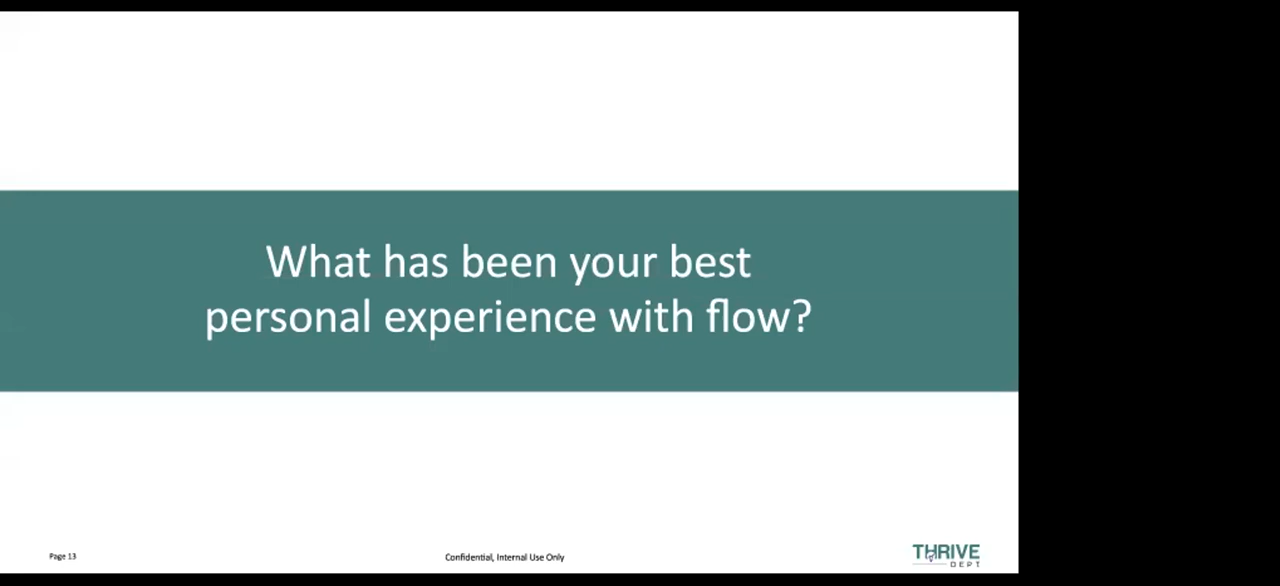 What has been your best
personal experience with flow?
Page 13
Confidential, Internal Use Only
THRIVE
DEPT